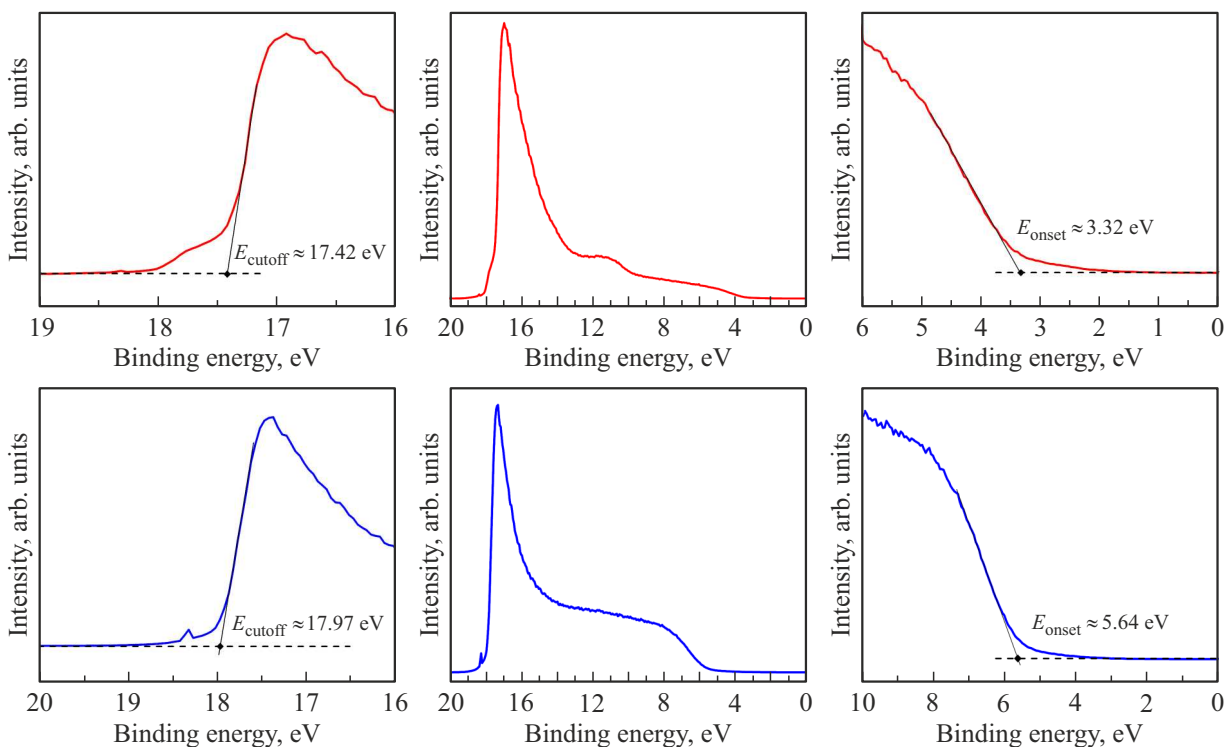 Intensity, arb. units
E_cutoff ≈ 17.42 eV
19 18 17 16
Binding energy, eV
Intensity, arb. units
20 16 12 8 4 0
Binding energy, eV
Intensity, arb. units
E_onset ≈ 3.32 eV
6 5 4 3 2 1 0
Binding energy, eV
Intensity, arb. units
E_cutoff ≈ 17.97 eV
20 19 18 17 16
Binding energy, eV
Intensity, arb. units
20 16 12 8 4 0
Binding energy, eV
Intensity, arb. units
E_onset ≈ 5.64 eV
10 8 6 4 2 0
Binding energy, eV